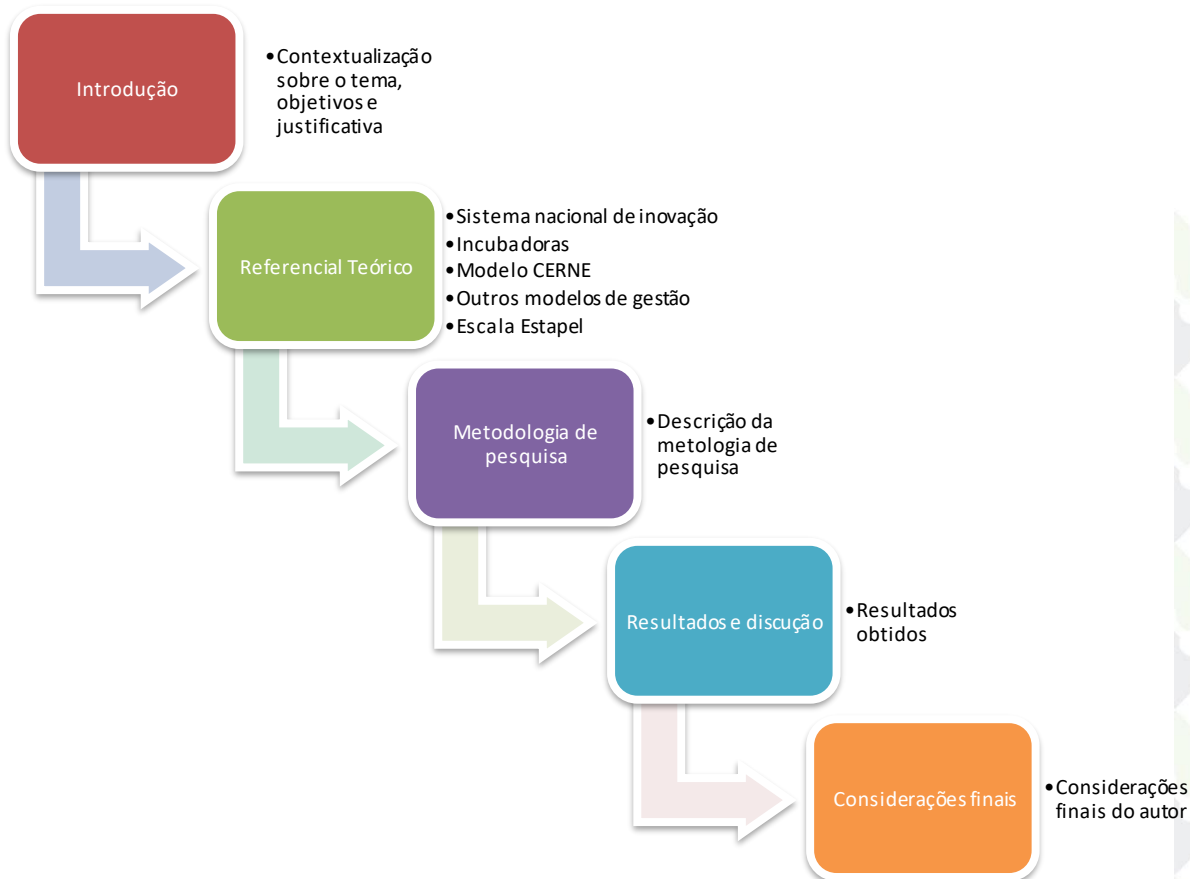 Introdução
•Contextualização
sobre o tema,
objetivos e
justificativa
Referencial Teórico
•Sistema nacional de inovação
•Incubadoras
•Modelo CERNE
•Outros modelos de gestão
•Escala Estapel
Metodologia de
pesquisa
•Descrição da
metologia de
pesquisa
Resultados e discução
•Resultados
obtidos
Considerações finais
•Considerações
finais do autor